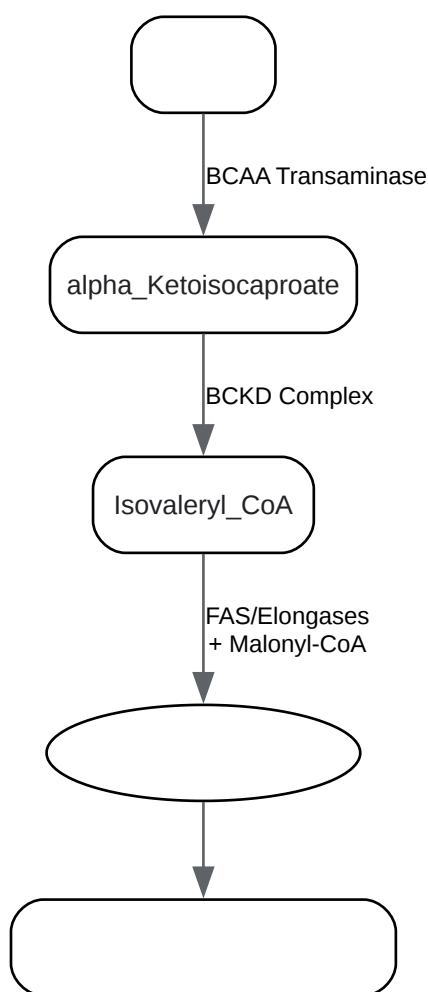 BCAA Transaminase
alpha_Ketoisocaproate
BCKD Complex
Isovaleryl_CoA
FAS/Elongases
+ Malonyl-CoA